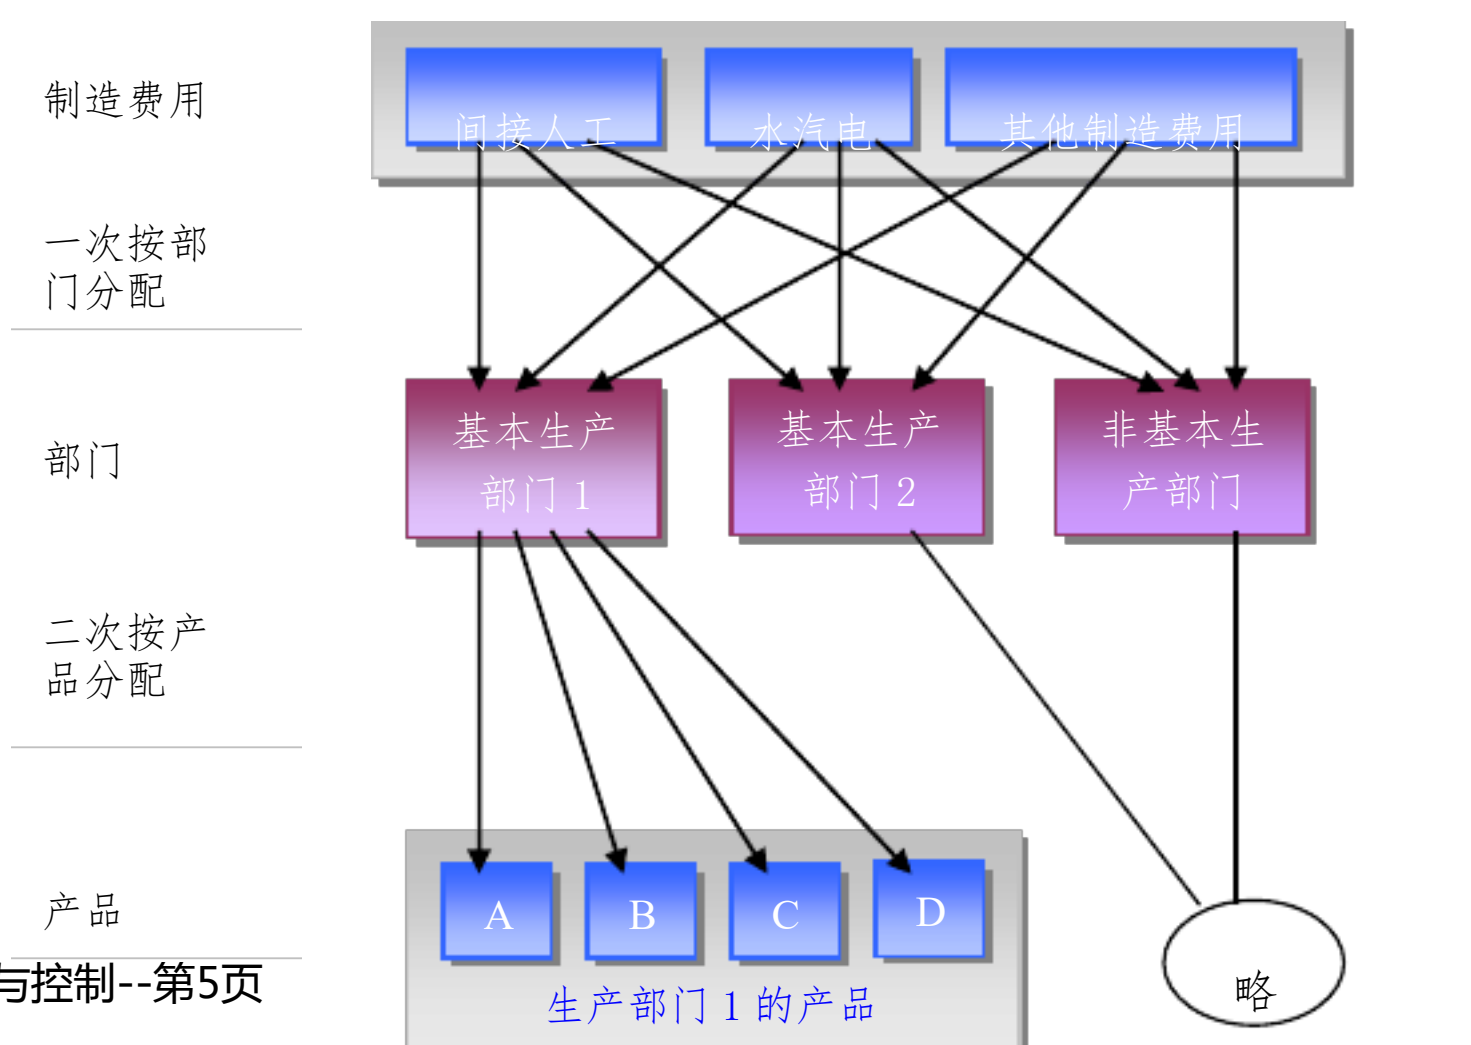 制造费用
间接人工
水汽电
其他制造费用
一次按部
门分配
部门
基本生产
部门1
基本生产
部门2
非基本生
产部门
二次按产
品分配
产品
A
B
C
D
与控制--第5页
生产部门1的产品
略